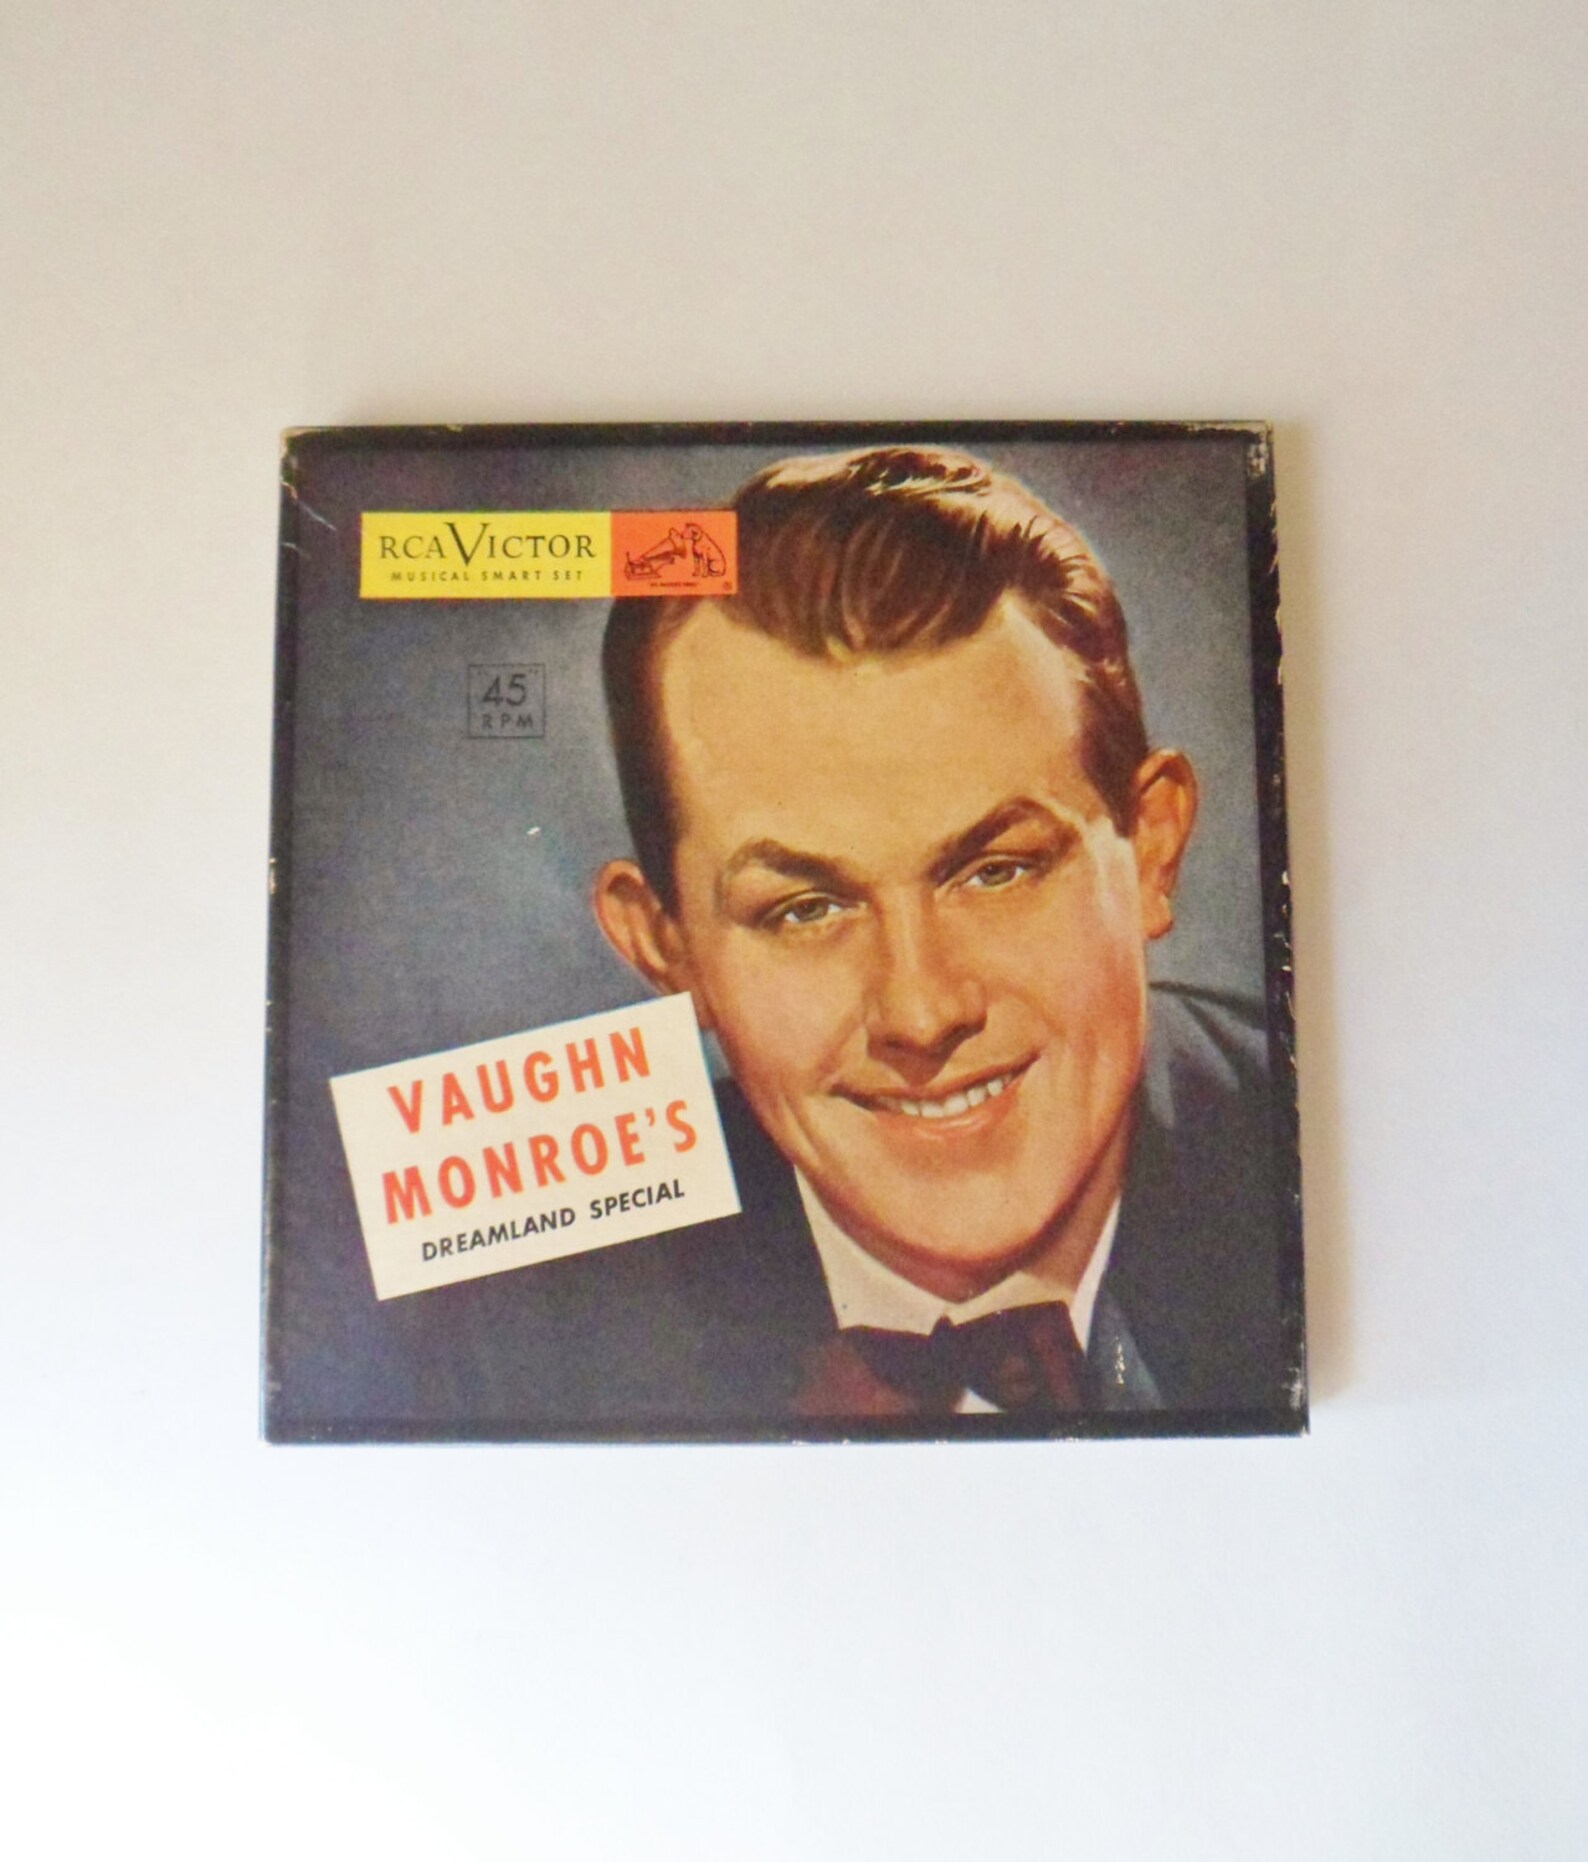 RCA VICTOR
MUSICAL SMART SET
"45"
RPM
VAUGHN
MONROE'S
DREAMLAND SPECIAL